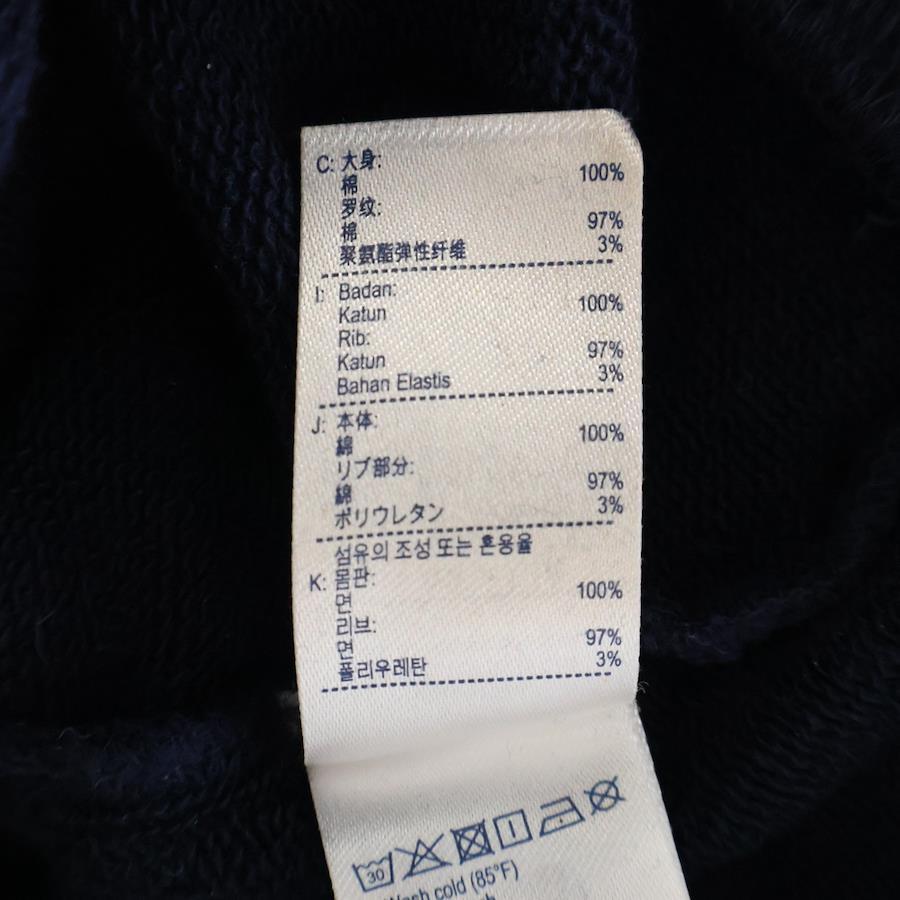 C: 大身:
棉 100%
罗纹:
棉 97%
聚氨酯弹性纤维 3%
I: Badan:
Katun 100%
Rib:
Katun 97%
Bahan Elastis 3%
J: 本体:
綿 100%
リブ部分:
綿 97%
ポリウレタン 3%
섬유의 조성 또는 혼용율
K: 몸판:
면 100%
리브:
면 97%
폴리우레탄 3%
30
Wash cold (85°F)